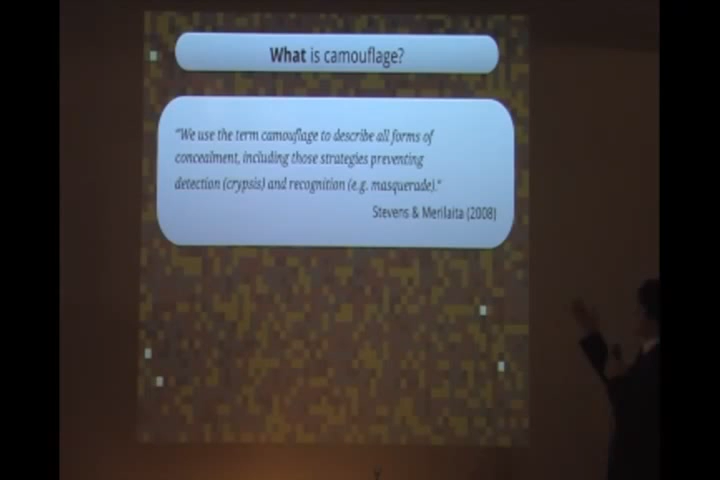 What is camouflage?
"We use the term camouflage to describe all forms of
concealment, including those strategies preventing
detection (crypsis) and recognition (e.g. masquerade)."
Stevens & Merilaita (2008)